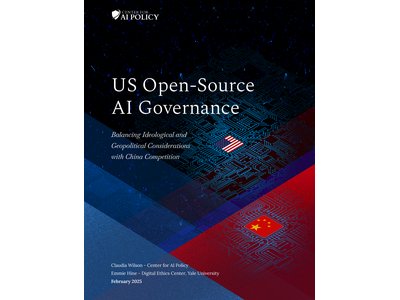 CENTER FOR
AI POLICY
US Open-Source
AI Governance
Balancing Ideological and
Geopolitical Considerations
with China Competition
Claudia Wilson – Center for AI Policy
Emmie Hine – Digital Ethics Center, Yale University
February 2025